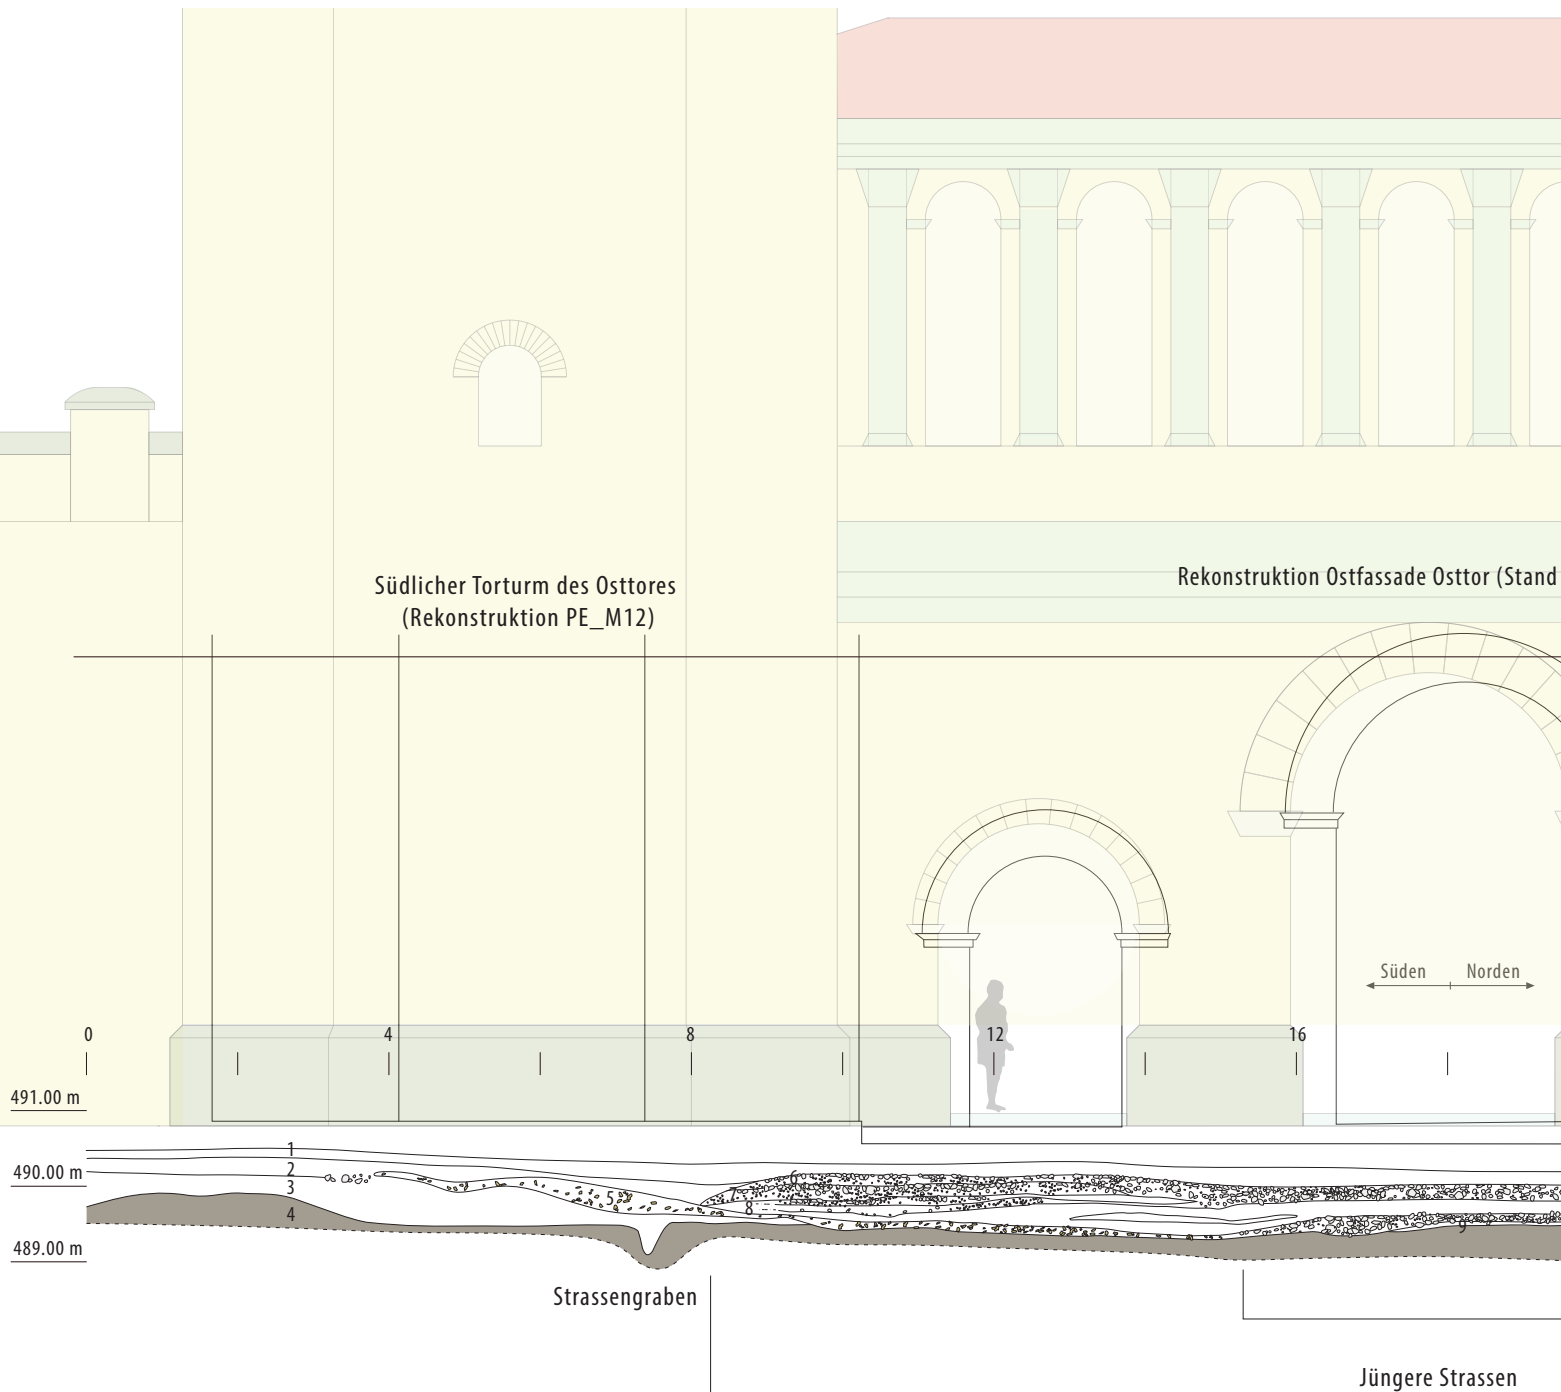 Südlicher Torturm des Osttores
(Rekonstruktion PE_M12)
Rekonstruktion Ostfassade Osttor (Stand
Süden Norden
0 4 8 12 16
491.00 m
490.00 m
489.00 m
1
2
3
4
5
6
7
8
9
Strassengraben
Jüngere Strassen